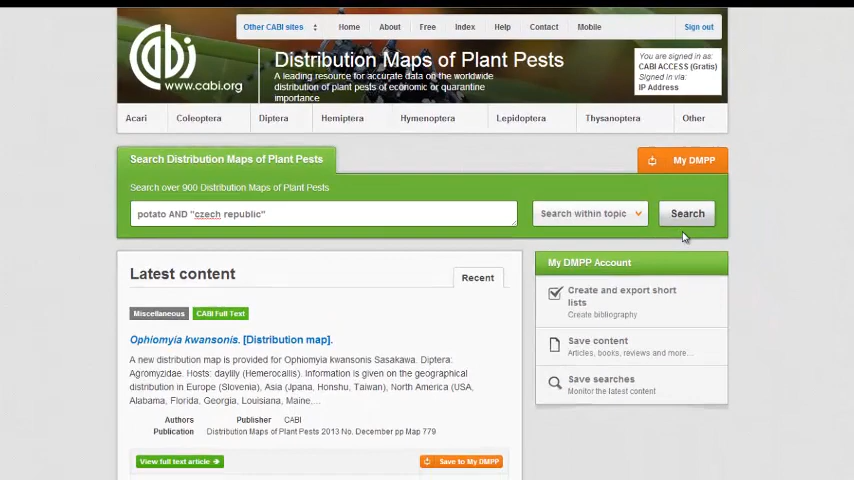 Other CABI sites Home About Free Index Help Contact Mobile Sign out
cabi
www.cabi.org
Distribution Maps of Plant Pests
A leading resource for accurate data on the worldwide
distribution of plant pests of economic or quarantine
importance
You are signed in as:
CABI ACCESS (Gratis)
Signed in via:
IP Address
Acari Coleoptera Diptera Hemiptera Hymenoptera Lepidoptera Thysanoptera Other
Search Distribution Maps of Plant Pests
My DMPP
Search over 900 Distribution Maps of Plant Pests
potato AND "czech republic"
Search within topic
Search
Latest content
Recent
Miscellaneous CABI Full Text
Ophiomyia kwansonis. [Distribution map].
A new distribution map is provided for Ophiomyia kwansonis Sasakawa. Diptera:
Agromyzidae. Hosts: daylily (Hemerocallis). Information is given on the geographical
distribution in Europe (Slovenia), Asia (Jpana, Honshu, Taiwan), North America (USA,
Alabama, Florida, Georgia, Louisiana, Maine....
Authors Publisher CABI
Publication Distribution Maps of Plant Pests 2013 No. December pp Map 779
View full text article
Save to My DMPP
My DMPP Account
Create and export short
lists
Create bibliography
Save content
Articles, books, reviews and more...
Save searches
Monitor the latest content